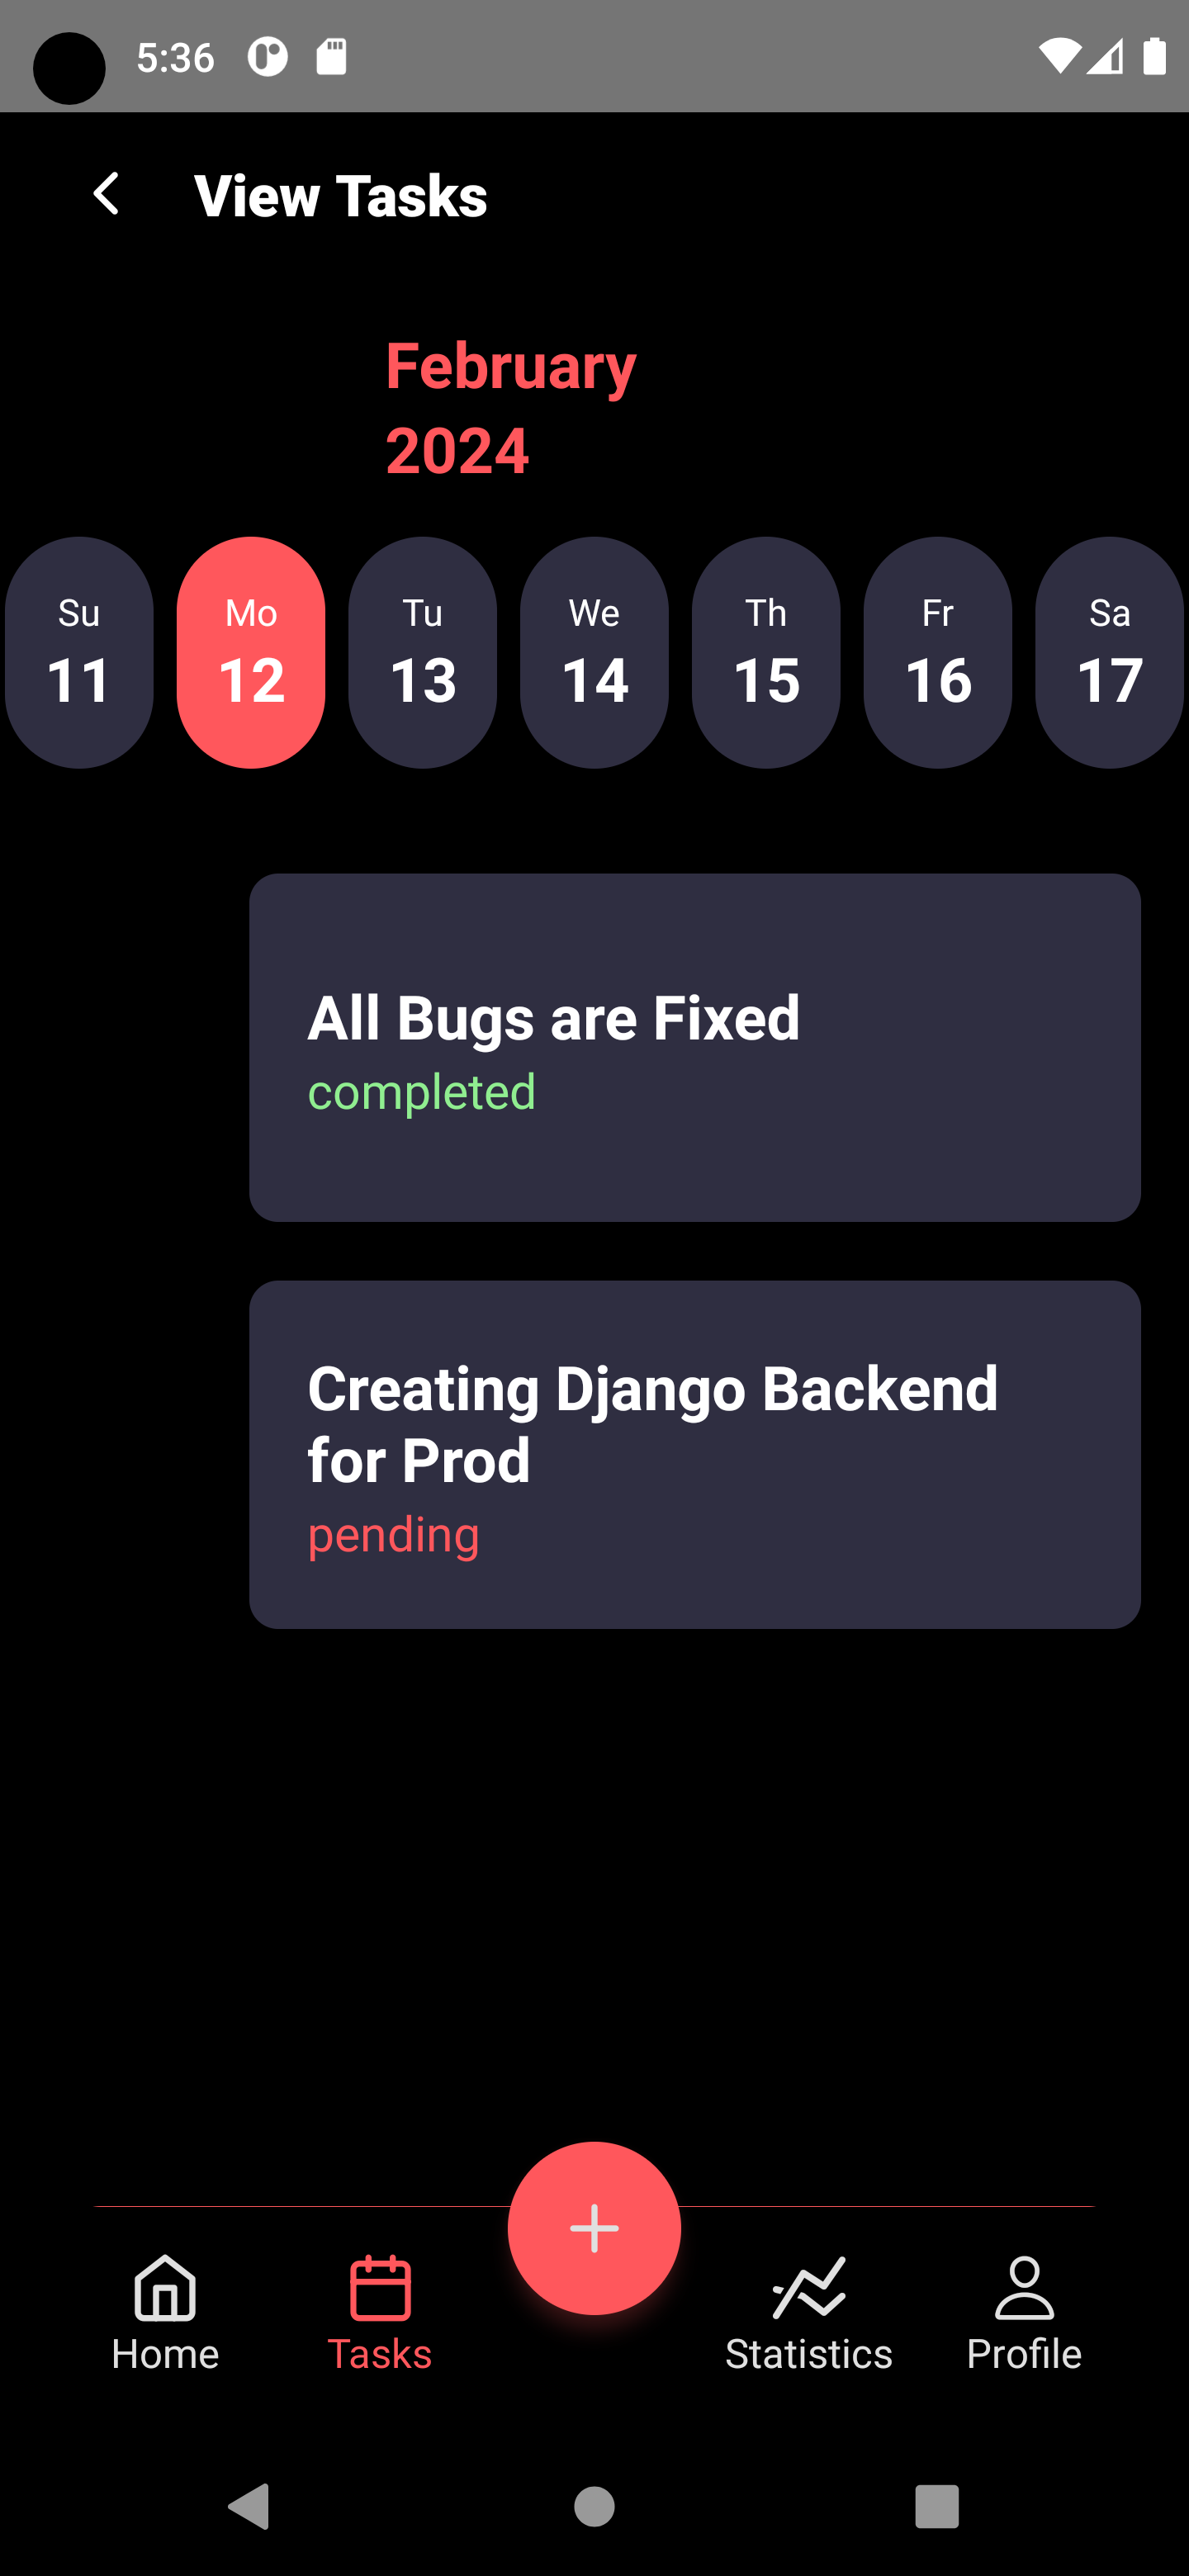 5:36
View Tasks
February
2024
Su
11
Mo
12
Tu
13
We
14
Th
15
Fr
16
Sa
17
All Bugs are Fixed
completed
Creating Django Backend
for Prod
pending
Home
Tasks
Statistics
Profile